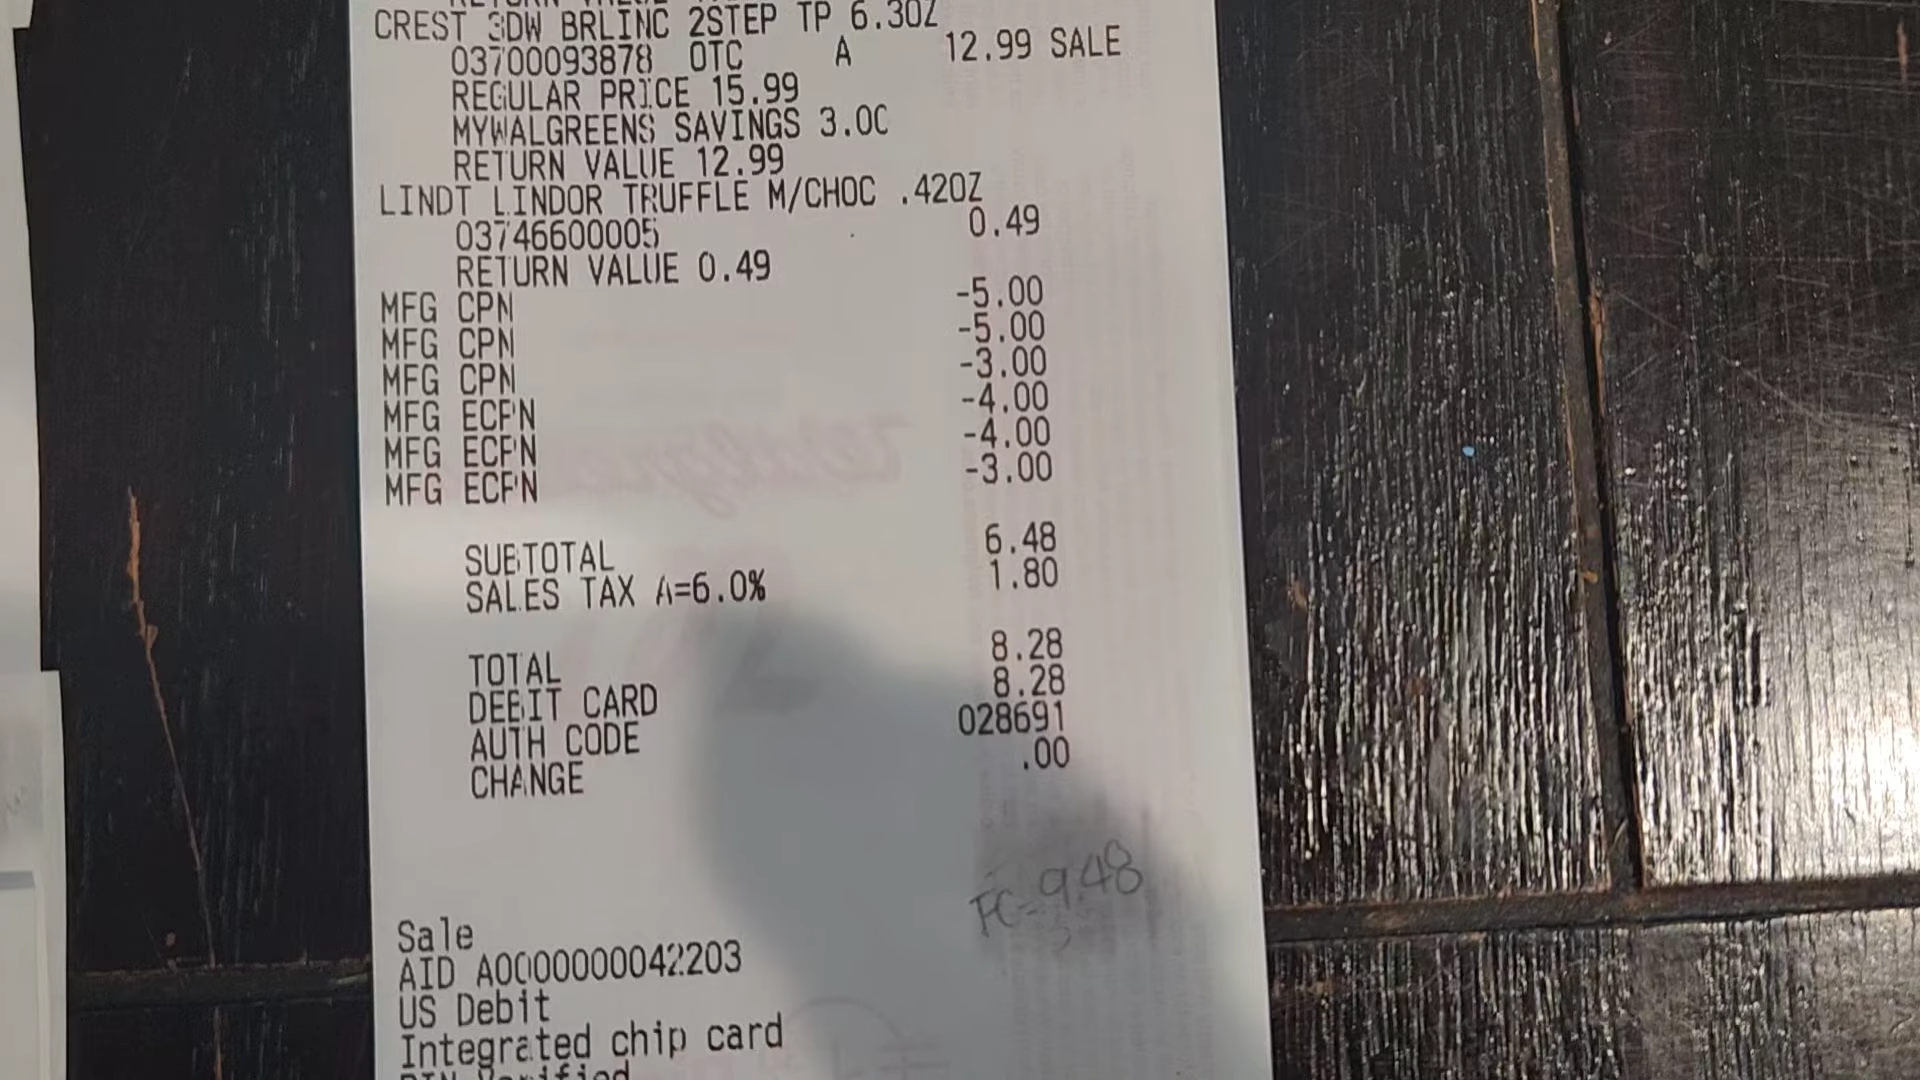 CREST 3DW BRLINC 2STEP TP 6.30Z
03700093878 OTC A 12.99 SALE
REGULAR PRICE 15.99
MYWALGREENS SAVINGS 3.00
RETURN VALUE 12.99
LINDT LINDOR TRUFFLE M/CHOC .42OZ
03746600005 0.49
RETURN VALUE 0.49
MFG CPN -5.00
MFG CPN -5.00
MFG CPN -3.00
MFG ECPN -4.00
MFG ECPN -4.00
MFG ECPN -3.00
SUBTOTAL 6.48
SALES TAX A=6.0% 1.80
TOTAL 8.28
DEBIT CARD 8.28
AUTH CODE 028691
CHANGE .00
FC-9.48
Sale
AID A0000000042203
US Debit
Integrated chip card
PIN Verified